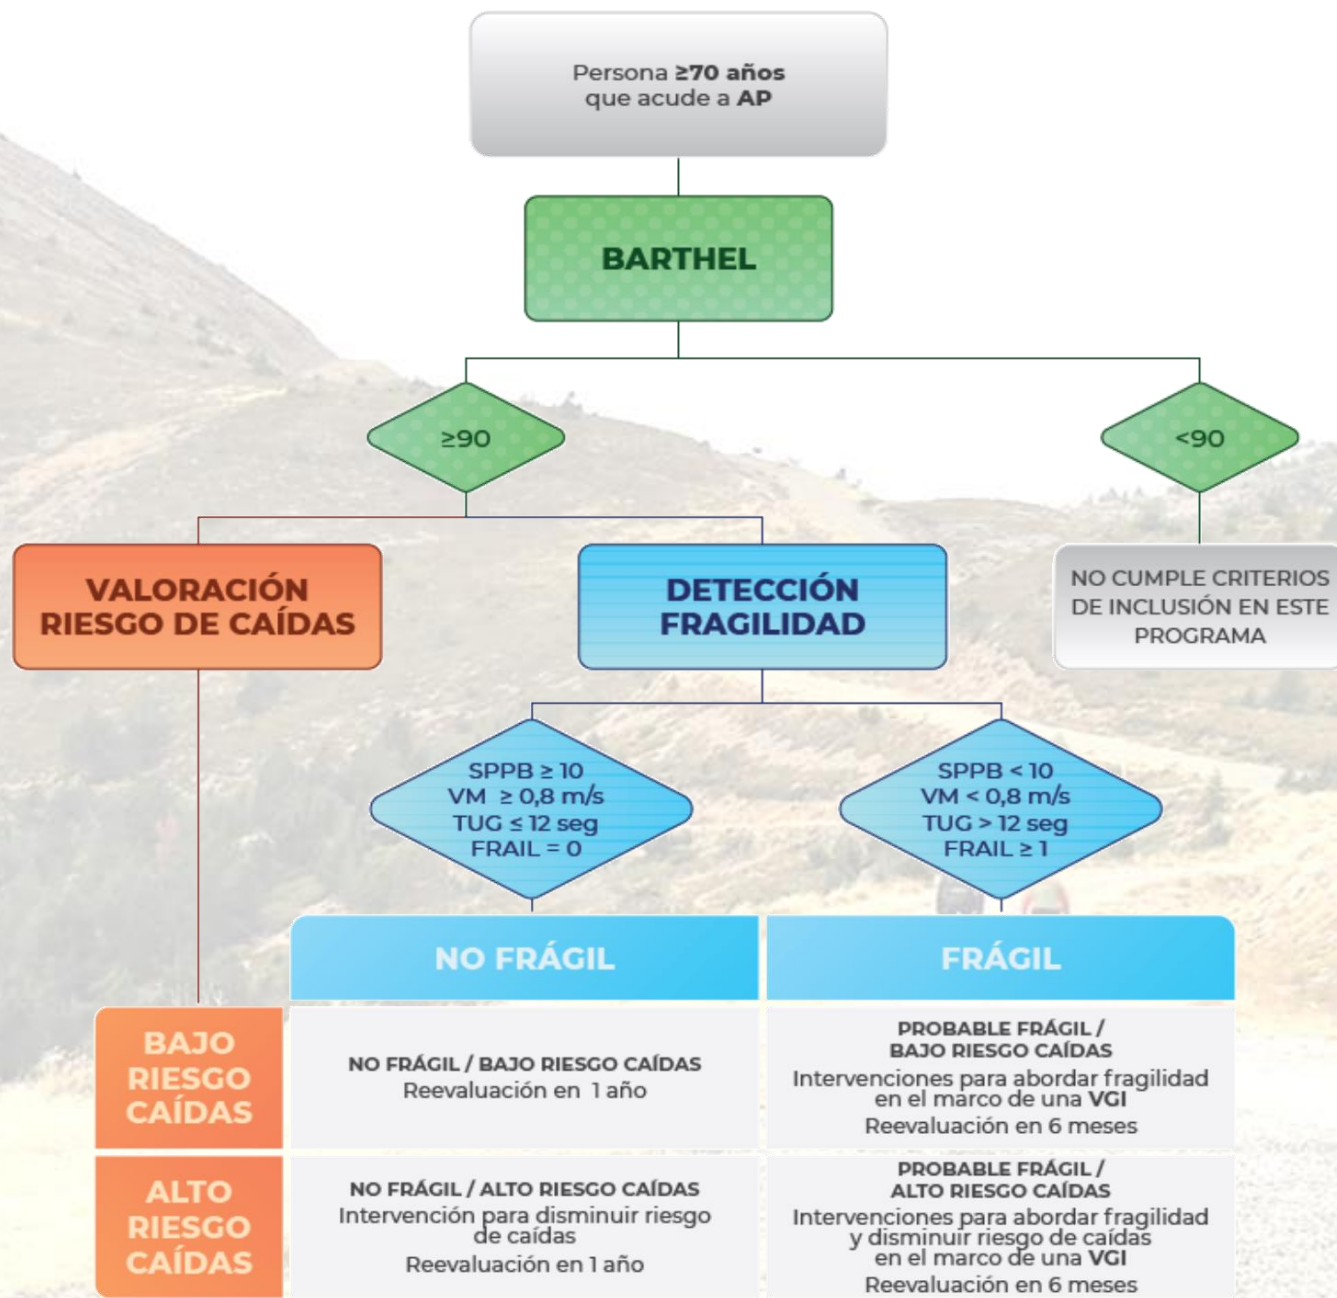 Persona ≥70 años
que acude a AP
BARTHEL
≥90
<90
VALORACIÓN
RIESGO DE CAÍDAS
DETECCIÓN
FRAGILIDAD
NO CUMPLE CRITERIOS
DE INCLUSIÓN EN ESTE
PROGRAMA
SPPB ≥ 10
VM ≥ 0,8 m/s
TUG ≤ 12 seg
FRAIL = 0
SPPB < 10
VM < 0,8 m/s
TUG > 12 seg
FRAIL ≥ 1
NO FRÁGIL
FRÁGIL
BAJO
RIESGO
CAÍDAS
NO FRÁGIL / BAJO RIESGO CAÍDAS
Reevaluación en 1 año
PROBABLE FRÁGIL /
BAJO RIESGO CAÍDAS
Intervenciones para abordar fragilidad
en el marco de una VGI
Reevaluación en 6 meses
ALTO
RIESGO
CAÍDAS
NO FRÁGIL / ALTO RIESGO CAÍDAS
Intervención para disminuir riesgo
de caídas
Reevaluación en 1 año
PROBABLE FRÁGIL /
ALTO RIESGO CAÍDAS
Intervenciones para abordar fragilidad
y disminuir riesgo de caídas
en el marco de una VGI
Reevaluación en 6 meses